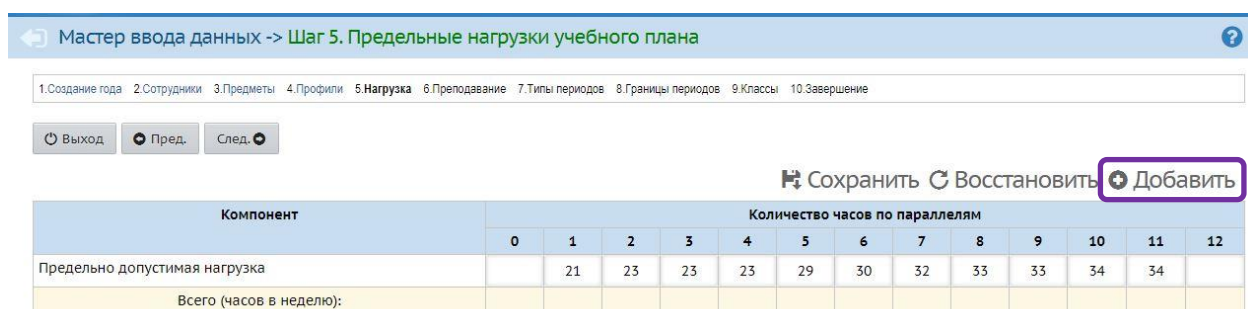 Мастер ввода данных -> Шаг 5. Предельные нагрузки учебного плана ?
1.Создание года 2.Сотрудники 3.Предметы 4.Профили 5.Нагрузка 6.Преподавание 7.Типы периодов 8.Границы периодов 9.Классы 10.Завершение
Выход Пред. След.
Сохранить Восстановить Добавить
Компонент Количество часов по параллелям
0 1 2 3 4 5 6 7 8 9 10 11 12
Предельно допустимая нагрузка 21 23 23 23 29 30 32 33 33 34 34
Всего (часов в неделю):